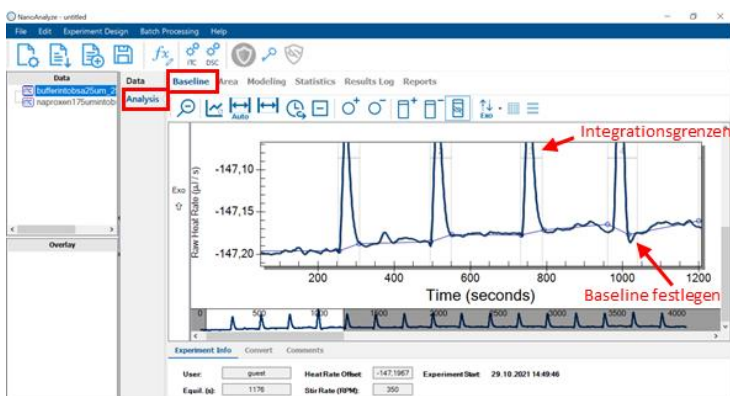 NanoAnalyze - untitled
File Edit Experiment Design Batch Processing Help
fx ITC DSC
Data
bufferintobsa25um_2
naproxen175umintob
Overlay
Data
Analysis
Baseline Area Modeling Statistics Results Log Reports
Auto
Exo
Integrationsgrenzen
Exo
Raw Heat Rate (µJ / s)
-147,10
-147,15
-147,20
200 400 600 800 1000 1200
Time (seconds)
Baseline festlegen
0 500 1000 1500 2000 2500 3000 3500 4000
Experiment Info Convert Comments
User: guest Heat Rate Offset: -147.1967 Experiment Start: 29.10.2021 14:49:46
Equil. (s): 1176 Stir Rate (RPM): 350